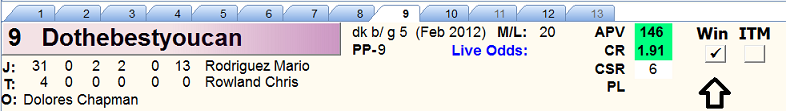 1 2 3 4 5 6 7 8 9 10 11 12 13
9 Dothebestyoucan dk b/ g 5 (Feb 2012) M/L: 20 APV 146 Win ITM
PP-9 Live Odds: CR 1.91
J: 31 0 2 2 0 13 Rodriguez Mario CSR 6
T: 4 0 0 0 0 0 Rowland Chris PL
O: Dolores Chapman